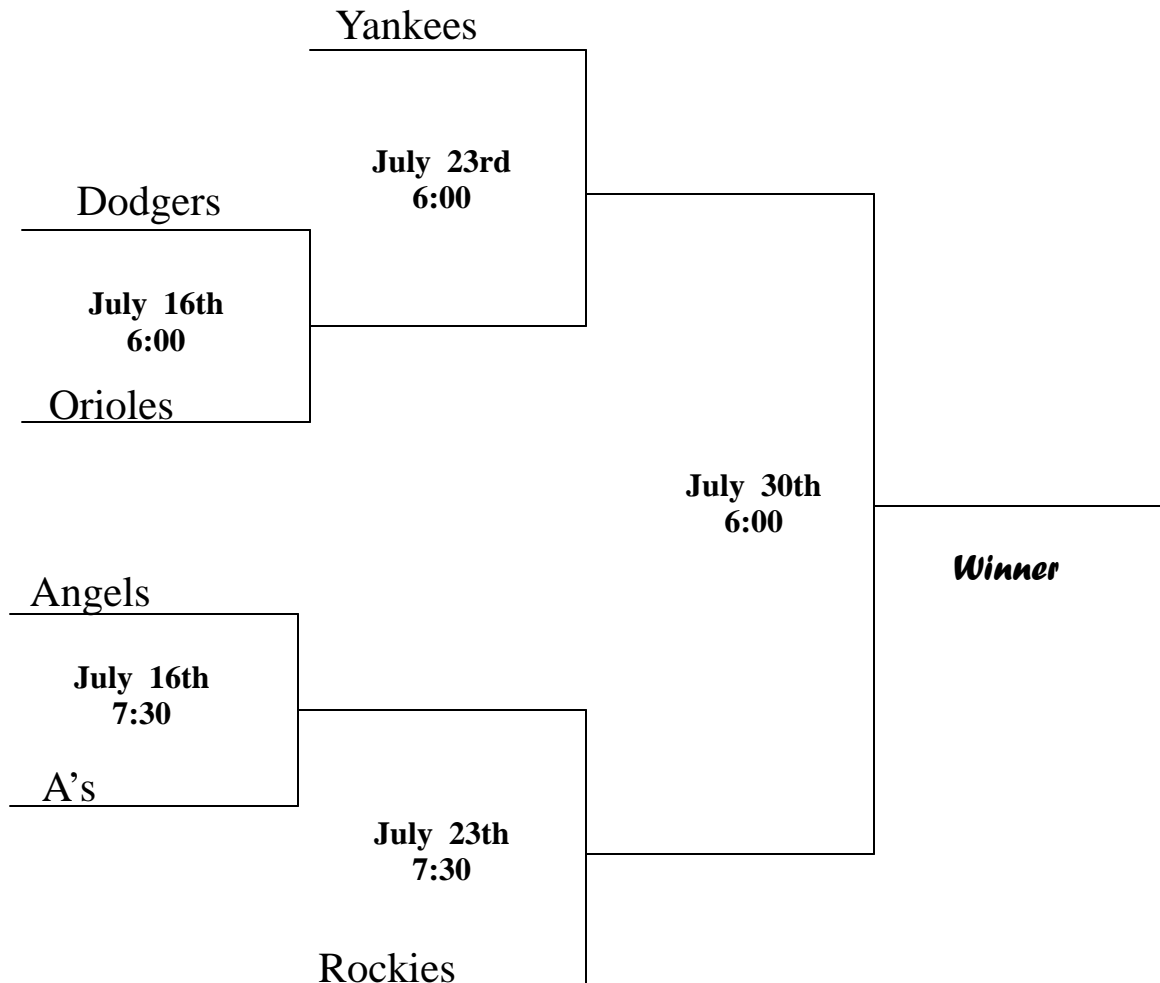 Yankees
July 23rd
6:00
Dodgers
July 16th
6:00
Orioles
July 30th
6:00
Winner
Angels
July 16th
7:30
A’s
July 23th
7:30
Rockies